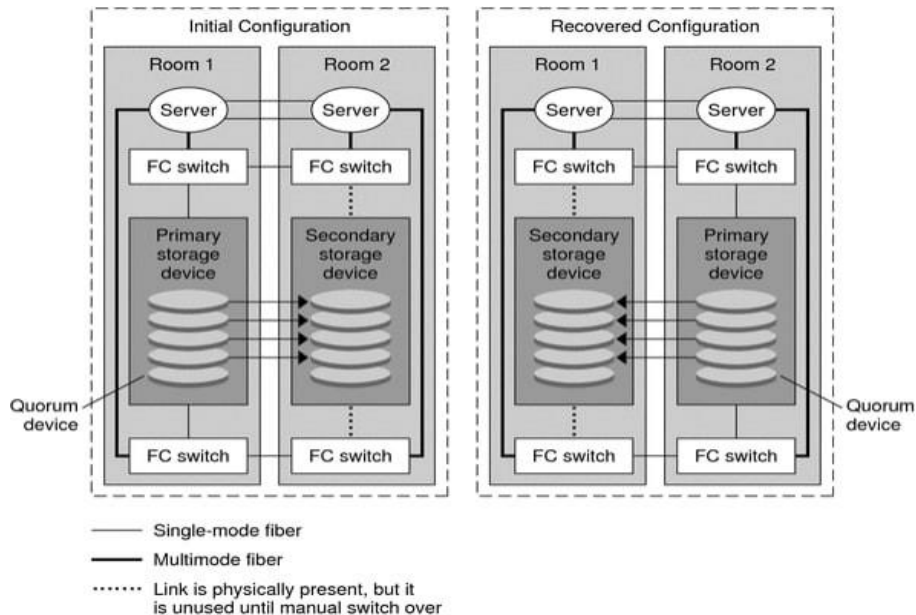 Initial Configuration
Room 1
Room 2
Server
Server
FC switch
FC switch
Primary
storage
device
Secondary
storage
device
Quorum
device
FC switch
FC switch
Recovered Configuration
Room 1
Room 2
Server
Server
FC switch
FC switch
Secondary
storage
device
Primary
storage
device
Quorum
device
FC switch
FC switch
Single-mode fiber
Multimode fiber
Link is physically present, but it
is unused until manual switch over